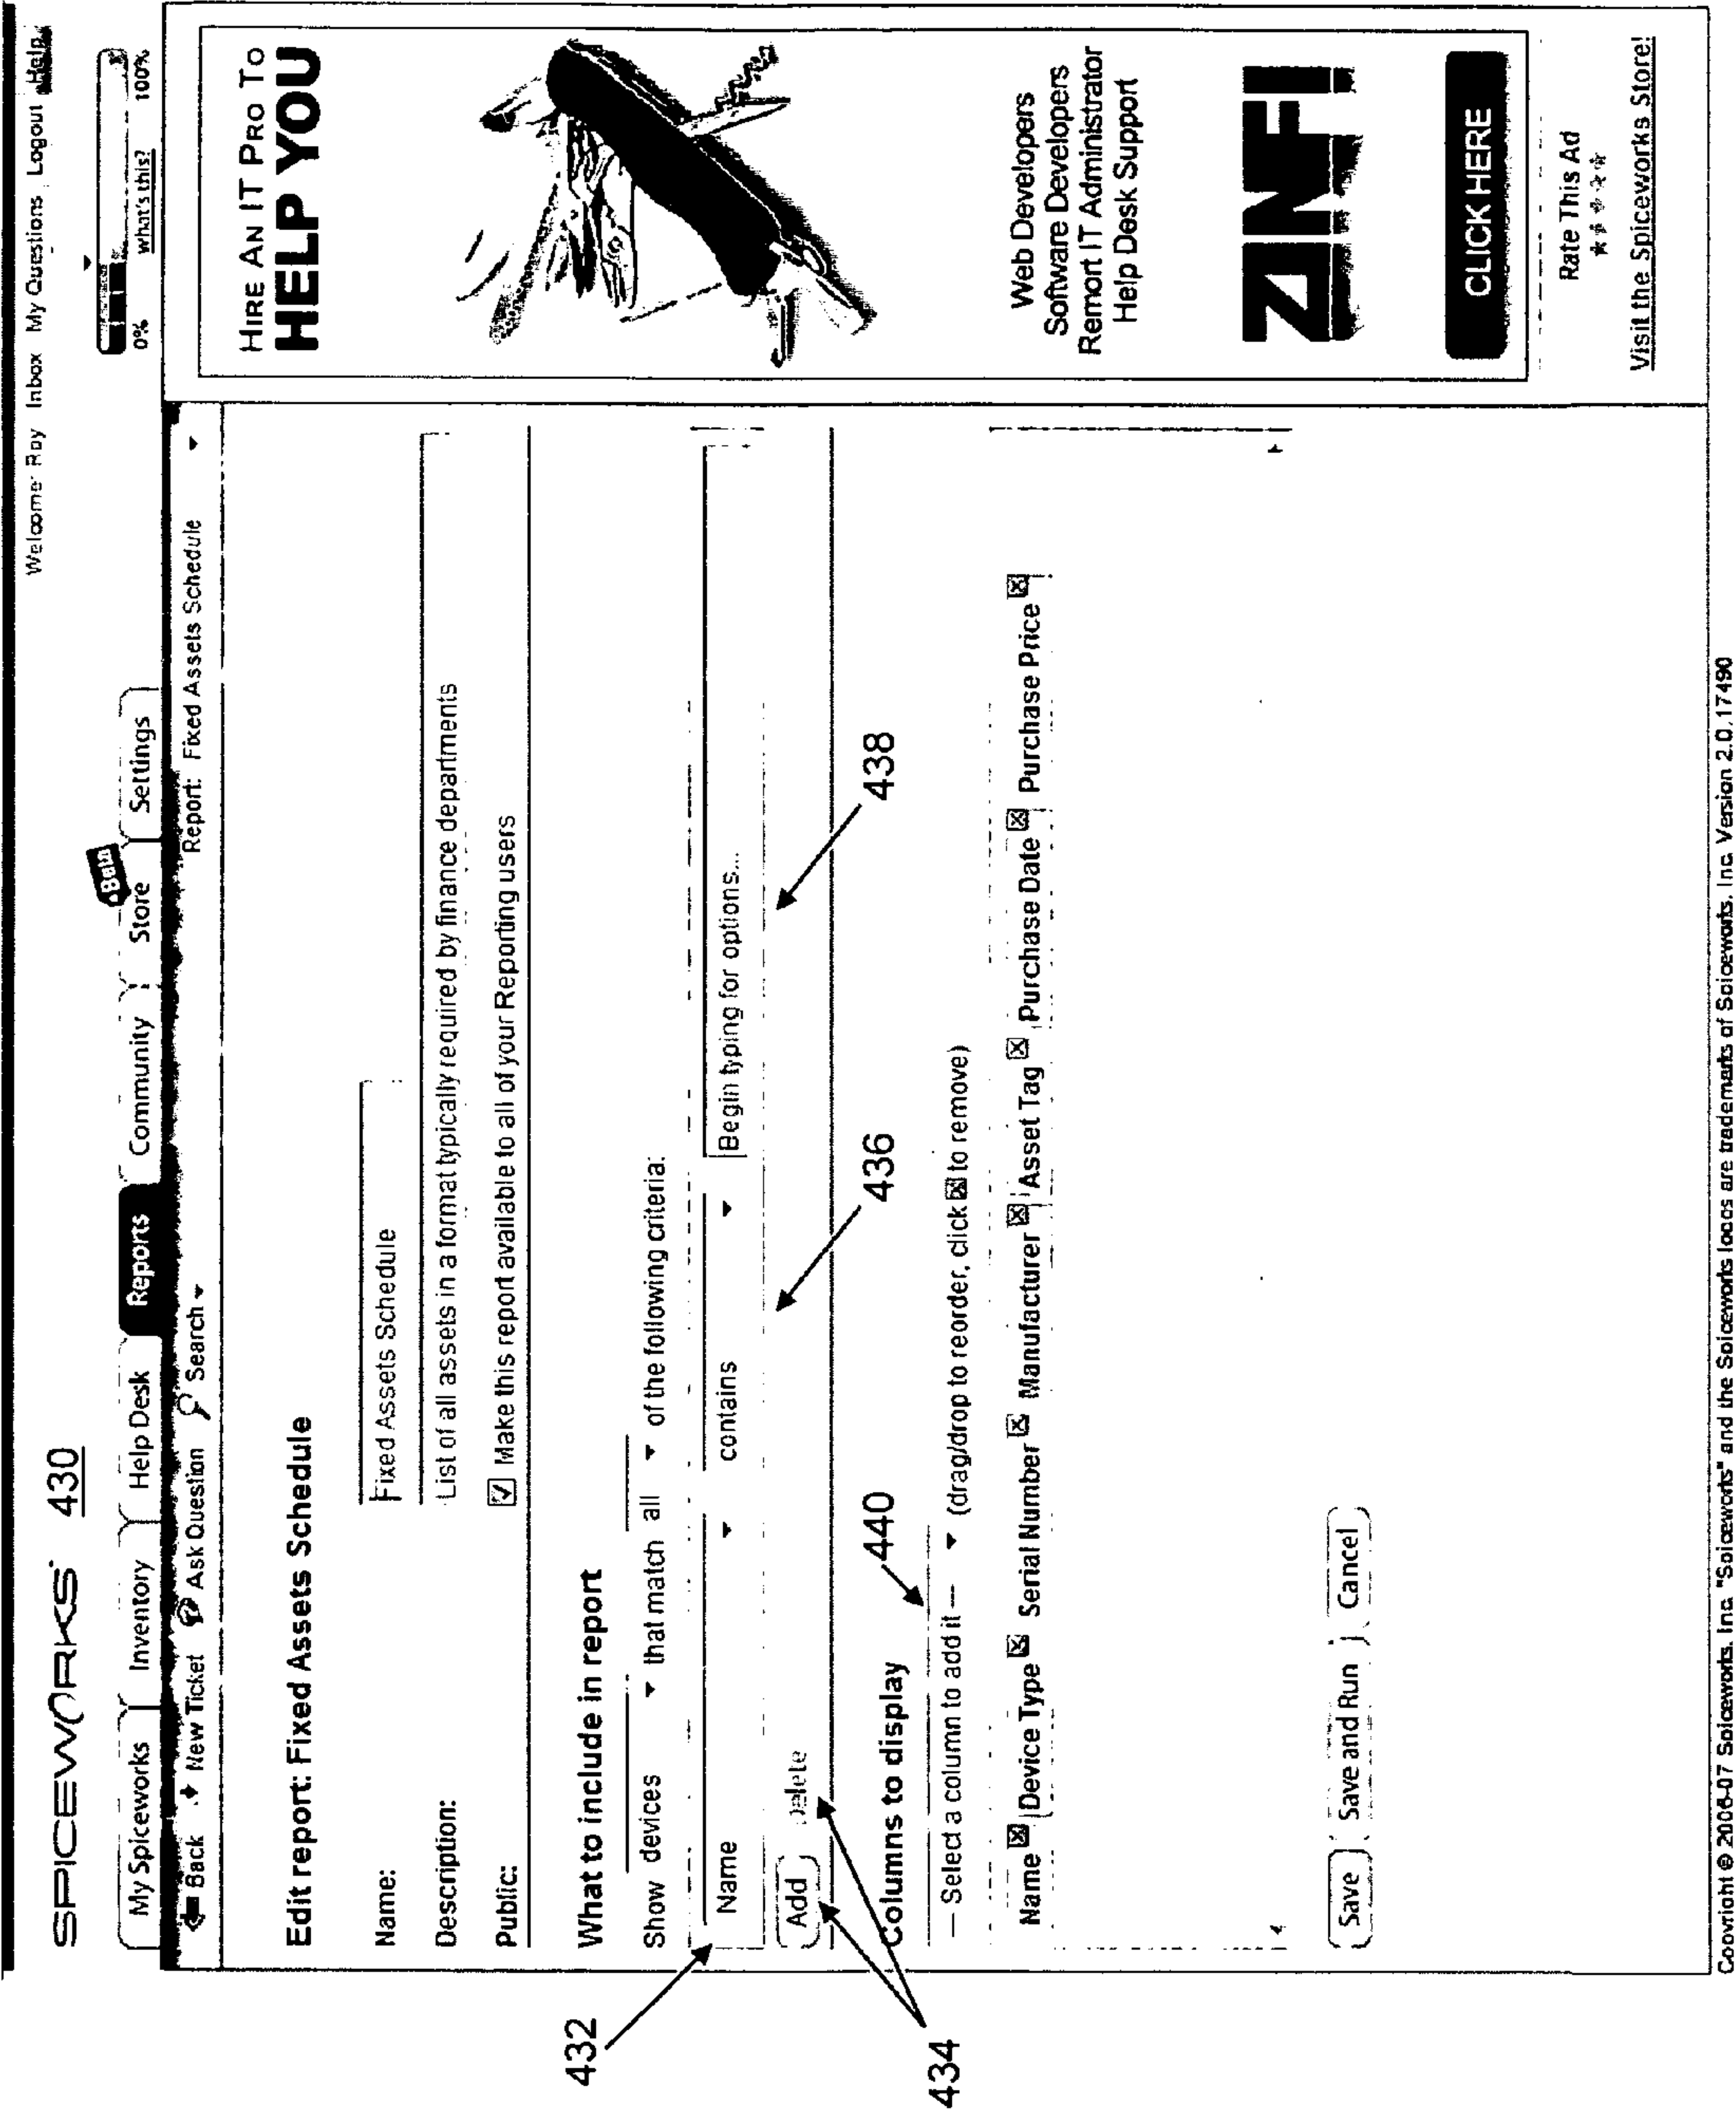 Welcome: Ray Inbox My Questions Logout Help
SPICEWORKS 430
0% what's this? 100%
My Spiceworks Inventory Help Desk Reports Community Store Beta Settings
Back New Ticket Ask Question Search Report: Fixed Assets Schedule
Edit report: Fixed Assets Schedule
Name: Fixed Assets Schedule
Description: List of all assets in a format typically required by finance departments
Public: Make this report available to all of your Reporting users
What to include in report
Show devices that match all of the following criteria:
432
Name contains Begin typing for options...
Add Delete
434
436
438
Columns to display
440
— Select a column to add it — (drag/drop to reorder, click to remove)
Name Device Type Serial Number Manufacturer Asset Tag Purchase Date Purchase Price
Save Save and Run Cancel
HIRE AN IT PRO TO
HELP YOU
Web Developers
Software Developers
Remort IT Administrator
Help Desk Support
CLICK HERE
Rate This Ad
Visit the Spiceworks Store!
Copyright © 2006-07 Spiceworks, Inc. "Spiceworks" and the Spiceworks logos are trademarks of Spiceworks, Inc. Version 2.0.17490